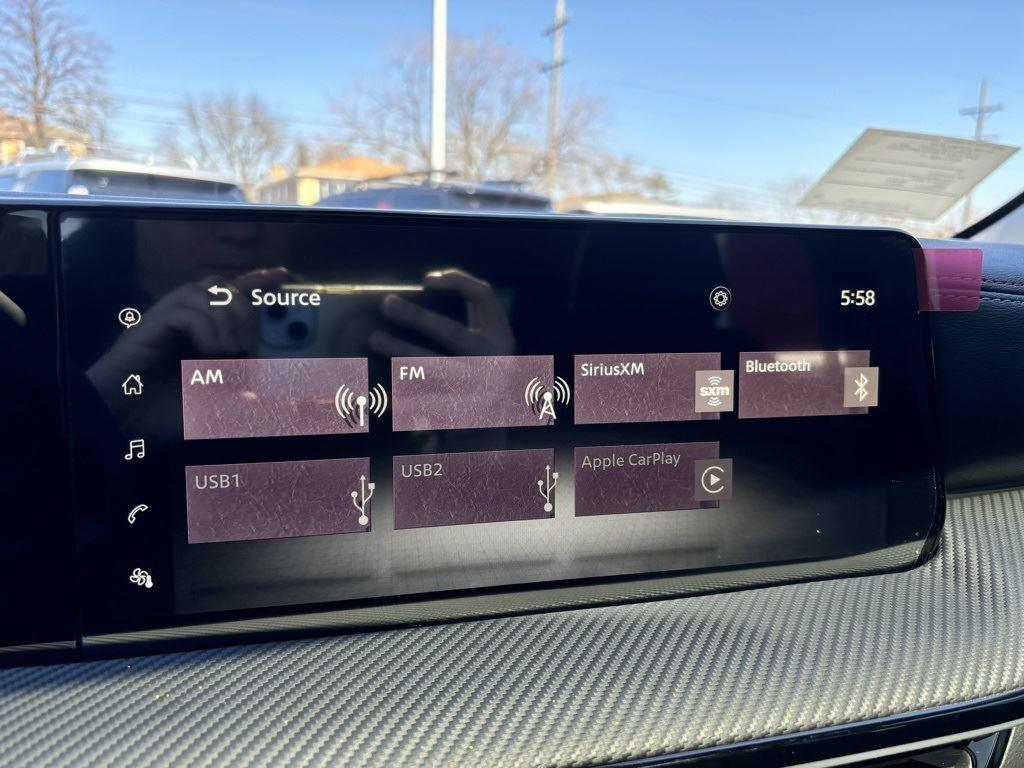 Source
5:58
AM
FM
SiriusXM
sxm
Bluetooth
USB1
USB2
Apple CarPlay